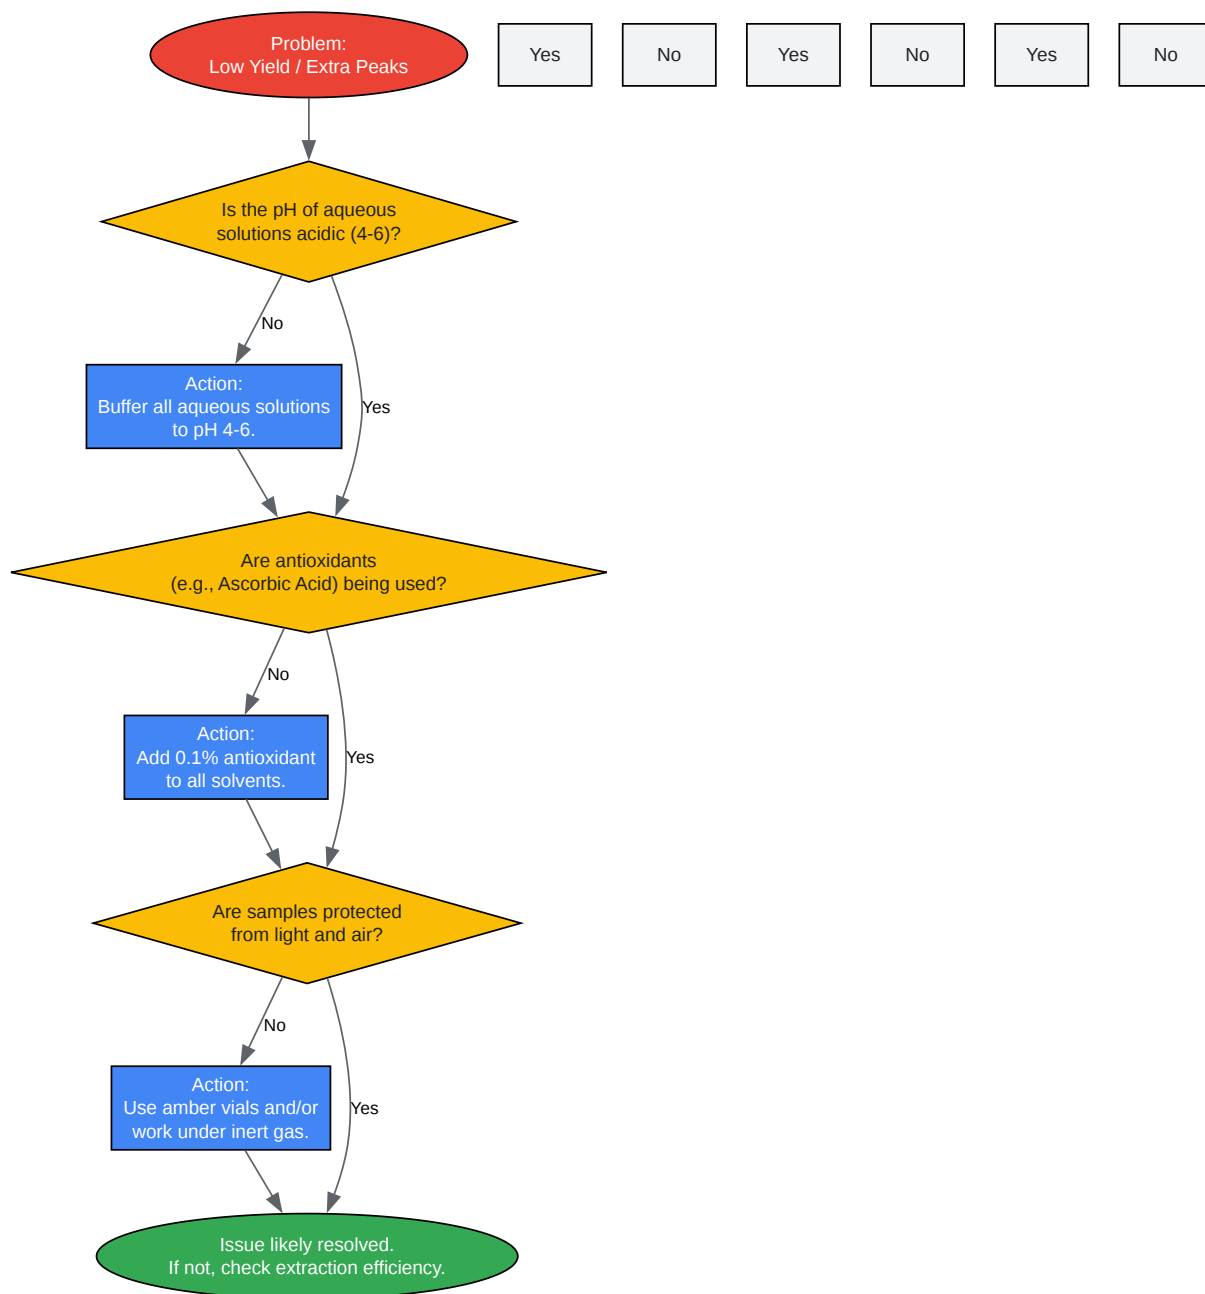 Problem:
Low Yield / Extra Peaks
Yes
No
Yes
No
Yes
No
Is the pH of aqueous
solutions acidic (4-6)?
No
Action:
Buffer all aqueous solutions
to pH 4-6.
Yes
Are antioxidants
(e.g., Ascorbic Acid) being used?
No
Action:
Add 0.1% antioxidant
to all solvents.
Yes
Are samples protected
from light and air?
No
Action:
Use amber vials and/or
work under inert gas.
Yes
Issue likely resolved.
If not, check extraction efficiency.